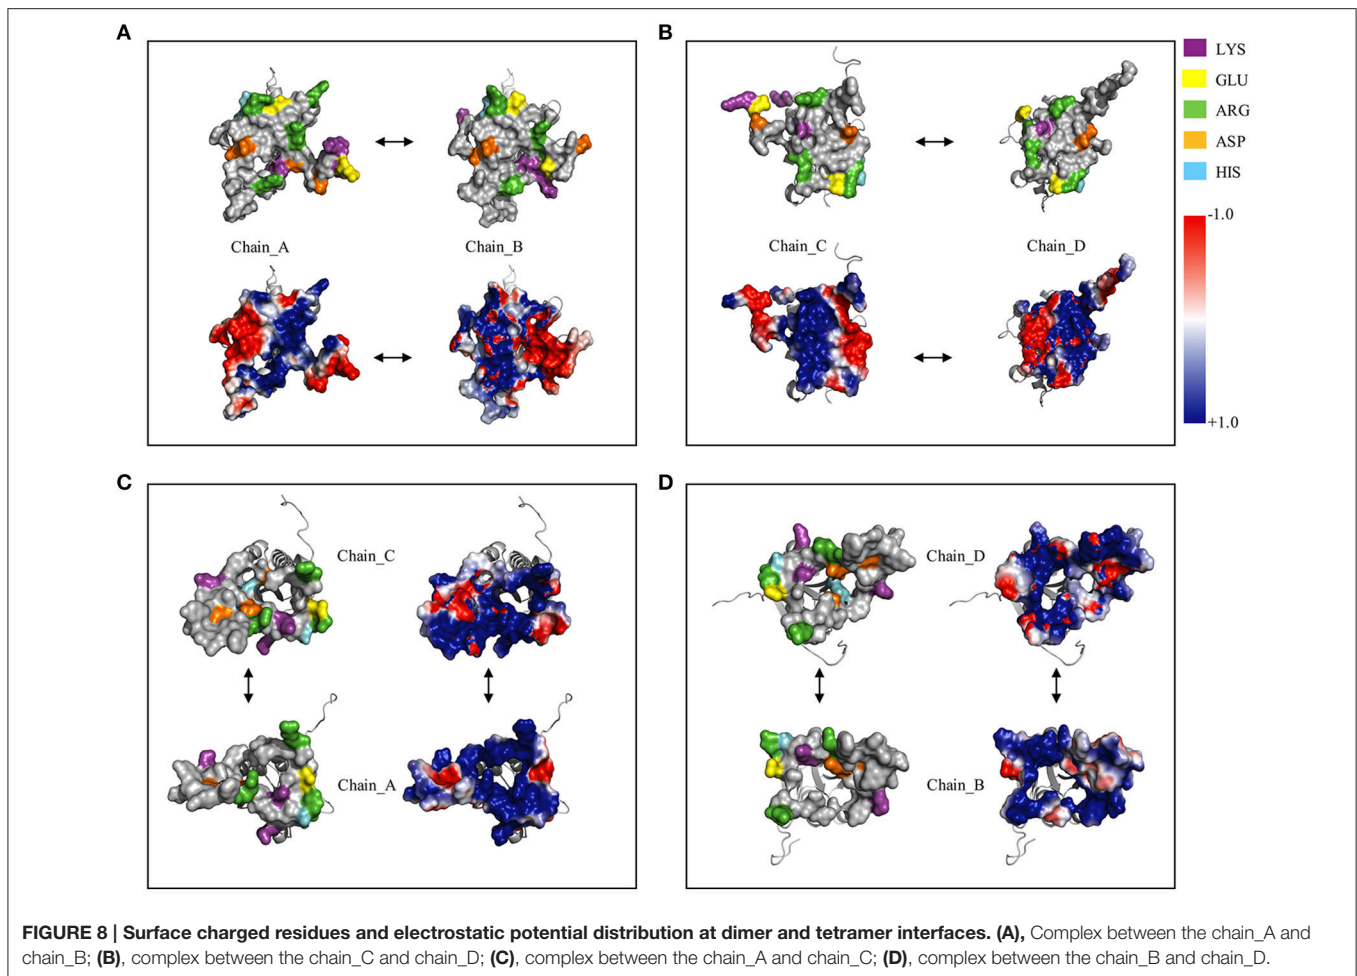 A
B
LYS
GLU
ARG
ASP
HIS
Chain_A
Chain_B
Chain_C
Chain_D
-1.0
+1.0
C
D
Chain_C
Chain_D
Chain_A
Chain_B
FIGURE 8 | Surface charged residues and electrostatic potential distribution at dimer and tetramer interfaces. (A), Complex between the chain_A and
chain_B; (B), complex between the chain_C and chain_D; (C), complex between the chain_A and chain_C; (D), complex between the chain_B and chain_D.